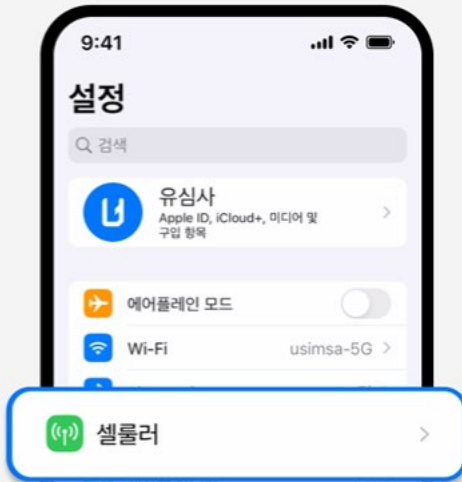 9:41
설정
검색
유심사
Apple ID, iCloud+, 미디어 및
구입 항목
에어플레인 모드
Wi-Fi
usimsa-5G
셀룰러